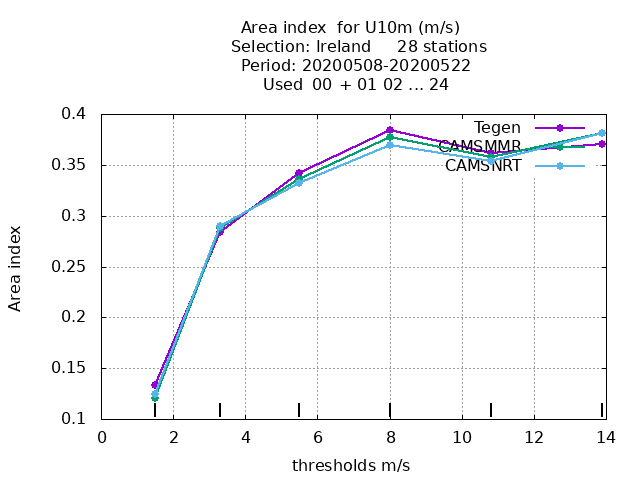 Area index for U10m (m/s)
Selection: Ireland 28 stations
Period: 20200508-20200522
Used 00 + 01 02 ... 24
0.4
0.35
0.3
0.25
0.2
0.15
0.1
Area index
Tegen
CAMSMMR
CAMSNRT
0 2 4 6 8 10 12 14
thresholds m/s